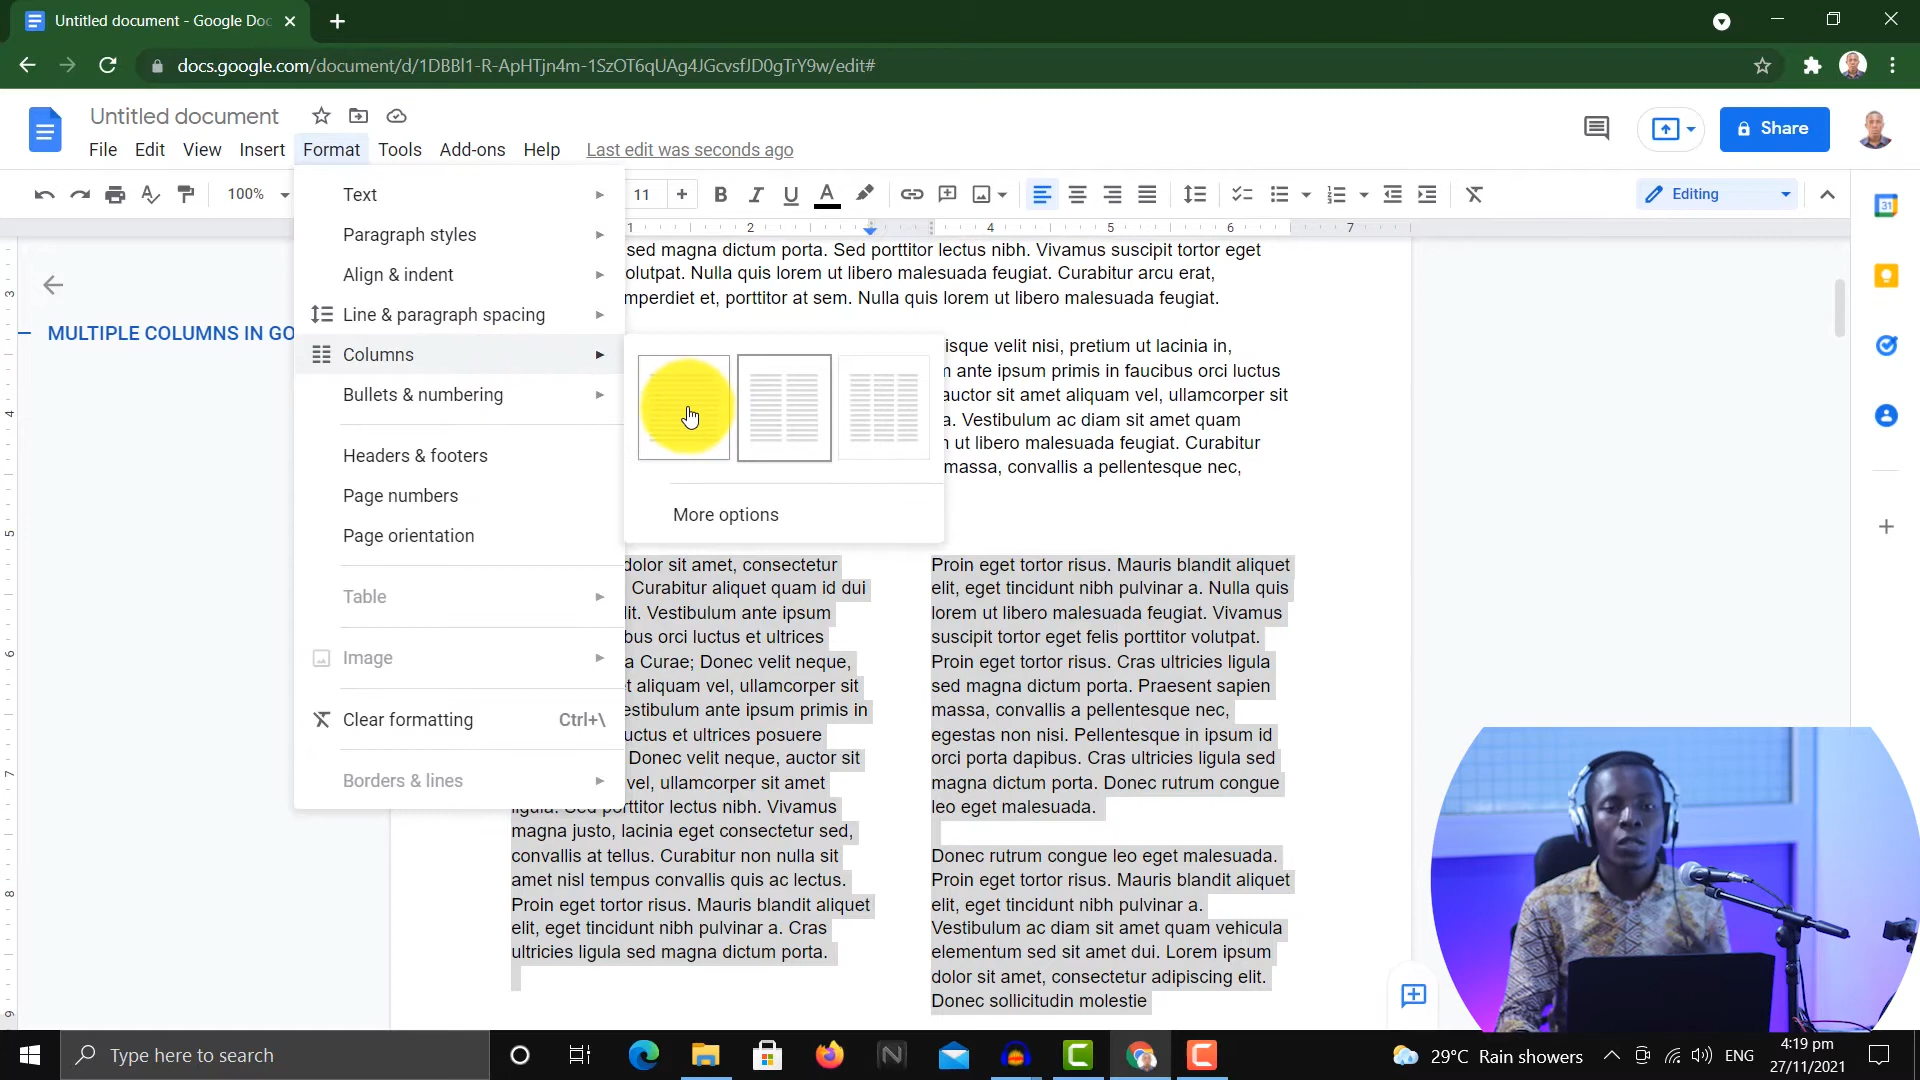 Untitled document - Google Doc
docs.google.com/document/d/1DBBl1-R-ApHTjn4m-1SzOT6qUAg4JGcvsfJD0gTrY9w/edit#
Untitled document
File Edit View Insert Format Tools Add-ons Help Last edit was seconds ago
Share
100% 11 Editing
1 2 4 5 6 7
Text
Paragraph styles
Align & indent
Line & paragraph spacing
Columns
Bullets & numbering
Headers & footers
Page numbers
Page orientation
Table
Image
Clear formatting Ctrl+\
Borders & lines
More options
MULTIPLE COLUMNS IN GO
3
4
5
6
7
8
9
31
sed magna dictum porta. Sed porttitor lectus nibh. Vivamus suscipit tortor eget
olutpat. Nulla quis lorem ut libero malesuada feugiat. Curabitur arcu erat,
mperdiet et, porttitor at sem. Nulla quis lorem ut libero malesuada feugiat.
isque velit nisi, pretium ut lacinia in,
ante ipsum primis in faucibus orci luctus
auctor sit amet aliquam vel, ullamcorper sit
a. Vestibulum ac diam sit amet quam
ut libero malesuada feugiat. Curabitur
massa, convallis a pellentesque nec,
dolor sit amet, consectetur
Curabitur aliquet quam id dui
lit. Vestibulum ante ipsum
bus orci luctus et ultrices
a Curae; Donec velit neque,
t aliquam vel, ullamcorper sit
estibulum ante ipsum primis in
uctus et ultrices posuere
Donec velit neque, auctor sit
vel, ullamcorper sit amet
ligula. Sed porttitor lectus nibh. Vivamus
magna justo, lacinia eget consectetur sed,
convallis at tellus. Curabitur non nulla sit
amet nisl tempus convallis quis ac lectus.
Proin eget tortor risus. Mauris blandit aliquet
elit, eget tincidunt nibh pulvinar a. Cras
ultricies ligula sed magna dictum porta.
Proin eget tortor risus. Mauris blandit aliquet
elit, eget tincidunt nibh pulvinar a. Nulla quis
lorem ut libero malesuada feugiat. Vivamus
suscipit tortor eget felis porttitor volutpat.
Proin eget tortor risus. Cras ultricies ligula
sed magna dictum porta. Praesent sapien
massa, convallis a pellentesque nec,
egestas non nisi. Pellentesque in ipsum id
orci porta dapibus. Cras ultricies ligula sed
magna dictum porta. Donec rutrum congue
leo eget malesuada.
Donec rutrum congue leo eget malesuada.
Proin eget tortor risus. Mauris blandit aliquet
elit, eget tincidunt nibh pulvinar a.
Vestibulum ac diam sit amet quam vehicula
elementum sed sit amet dui. Lorem ipsum
dolor sit amet, consectetur adipiscing elit.
Donec sollicitudin molestie
Type here to search
29°C Rain showers ENG
4:19 pm
27/11/2021